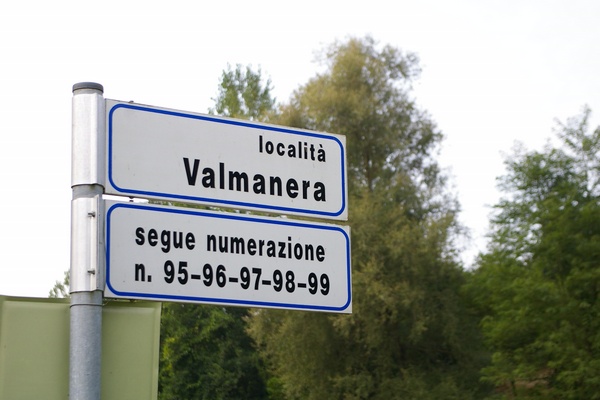 località
Valmanera
segue numerazione
n. 95–96–97–98–99